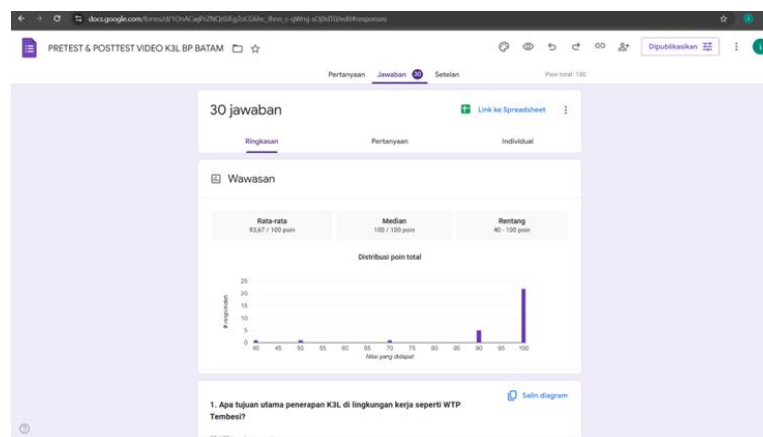 PRETEST & POSTTEST VIDEO K3L BP BATAM
Dipublikasikan
Pertanyaan Jawaban 30 Setelan Poin total: 100
30 jawaban
Link ke Spreadsheet
Ringkasan Pertanyaan Individual
Wawasan
Rata-rata
93,67 / 100 poin
Median
100 / 100 poin
Rentang
40 - 100 poin
Distribusi poin total
# responden
25
20
15
10
5
0
40 45 50 55 60 65 70 75 80 85 90 95 100
Nilai yang didapat
Salin diagram
1. Apa tujuan utama penerapan K3L di lingkungan kerja seperti WTP
Tembesi?